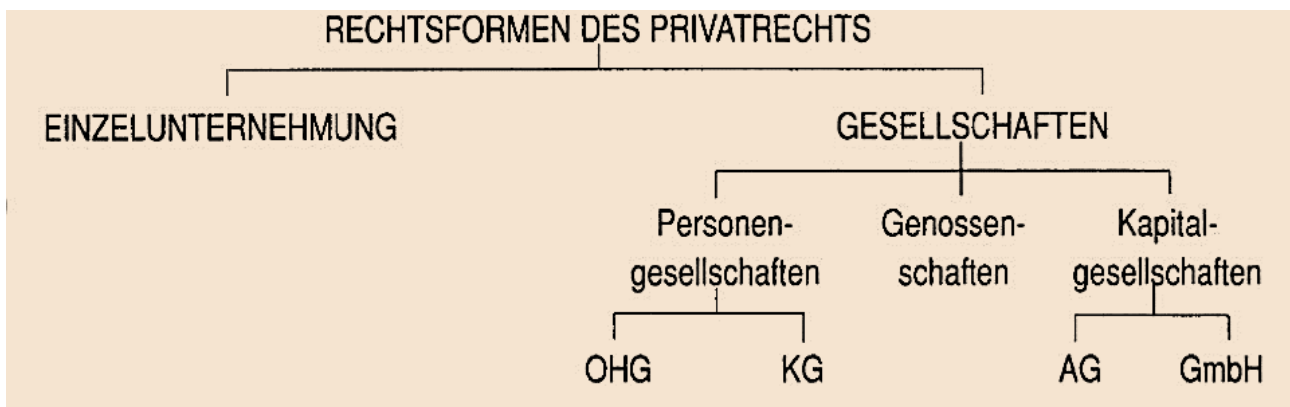 RECHTSFORMEN DES PRIVATRECHTS
EINZELUNTERNEHMUNG
GESELLSCHAFTEN
Personen-
gesellschaften
Genossen-
schaften
Kapital-
gesellschaften
OHG
KG
AG
GmbH